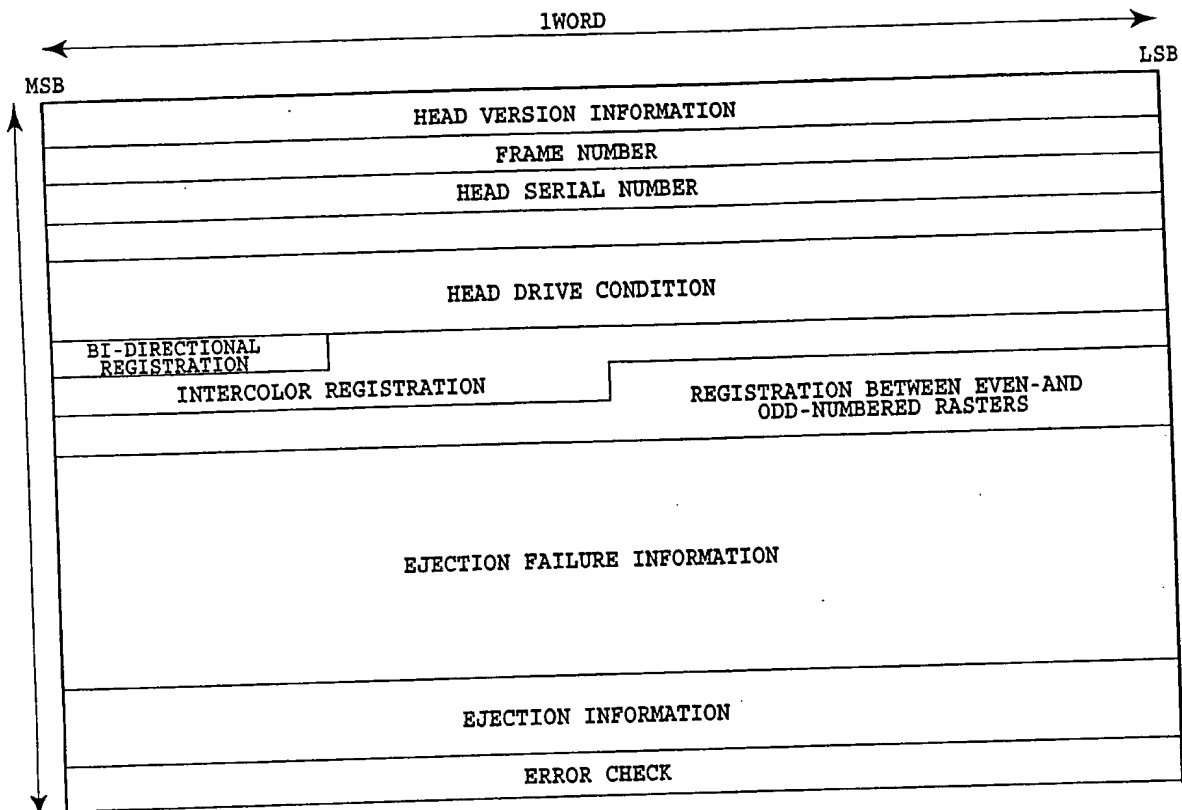 1WORD
MSB
LSB
HEAD VERSION INFORMATION
FRAME NUMBER
HEAD SERIAL NUMBER
HEAD DRIVE CONDITION
BI-DIRECTIONAL
REGISTRATION
INTERCOLOR REGISTRATION
REGISTRATION BETWEEN EVEN-AND
ODD-NUMBERED RASTERS
EJECTION FAILURE INFORMATION
EJECTION INFORMATION
ERROR CHECK